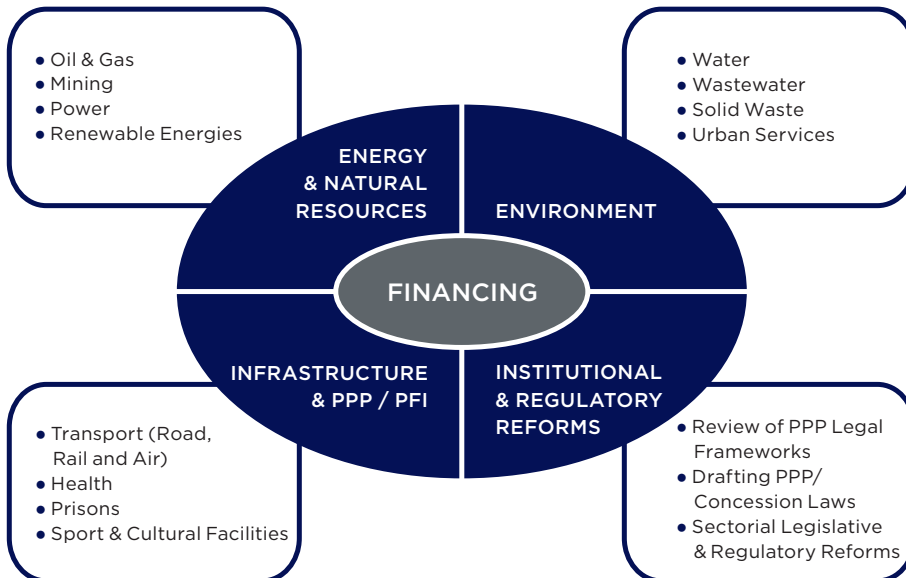 ● Oil & Gas
● Mining
● Power
● Renewable Energies
● Water
● Wastewater
● Solid Waste
● Urban Services
ENERGY
& NATURAL
RESOURCES
ENVIRONMENT
FINANCING
INFRASTRUCTURE
& PPP / PFI
INSTITUTIONAL
& REGULATORY
REFORMS
● Transport (Road,
Rail and Air)
● Health
● Prisons
● Sport & Cultural Facilities
● Review of PPP Legal
Frameworks
● Drafting PPP/
Concession Laws
● Sectorial Legislative
& Regulatory Reforms